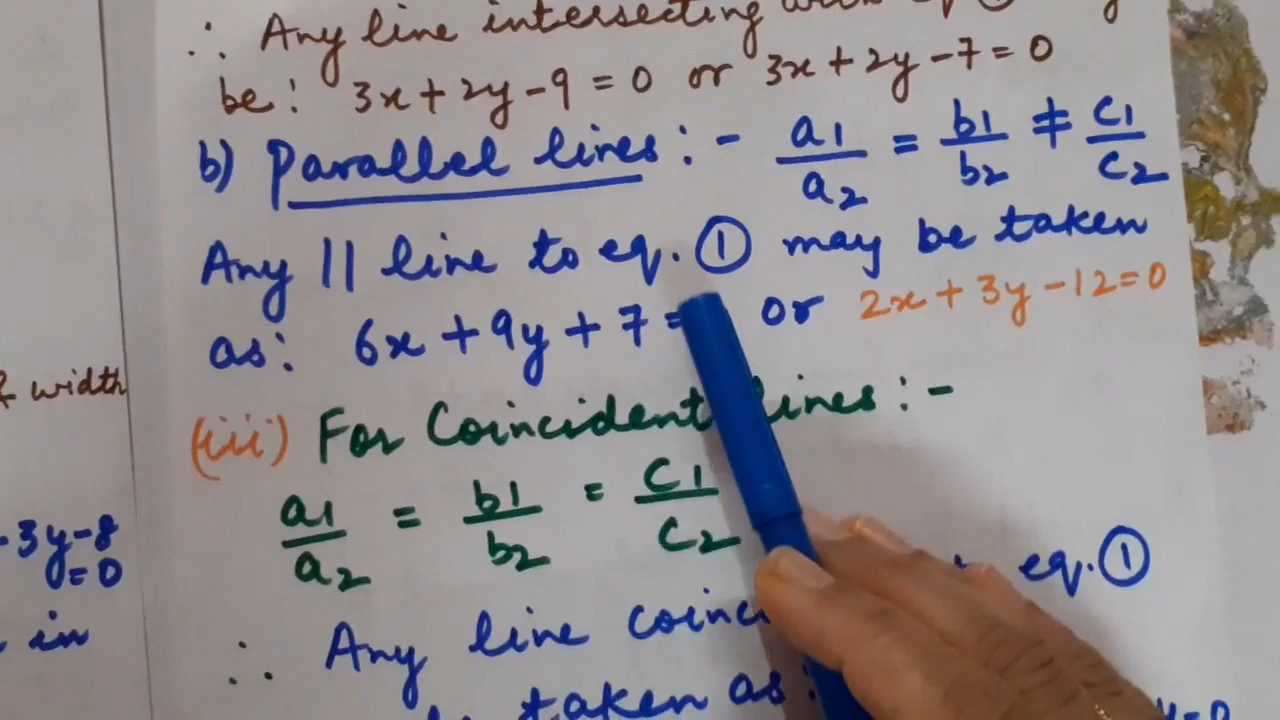 ∴ Any line intersecting with
be: 3x + 2y - 9 = 0 or 3x + 2y - 7 = 0
b) Parallel lines :- a1/a2 = b1/b2 ≠ c1/c2
Any || line to eq. ① may be taken
as: 6x + 9y + 7 = or 2x + 3y - 12 = 0
(iii) For Coincident lines :-
a1/a2 = b1/b2 = c1/c2
∴ Any line eq. ①
taken as:
width
-3y-8
=0
in